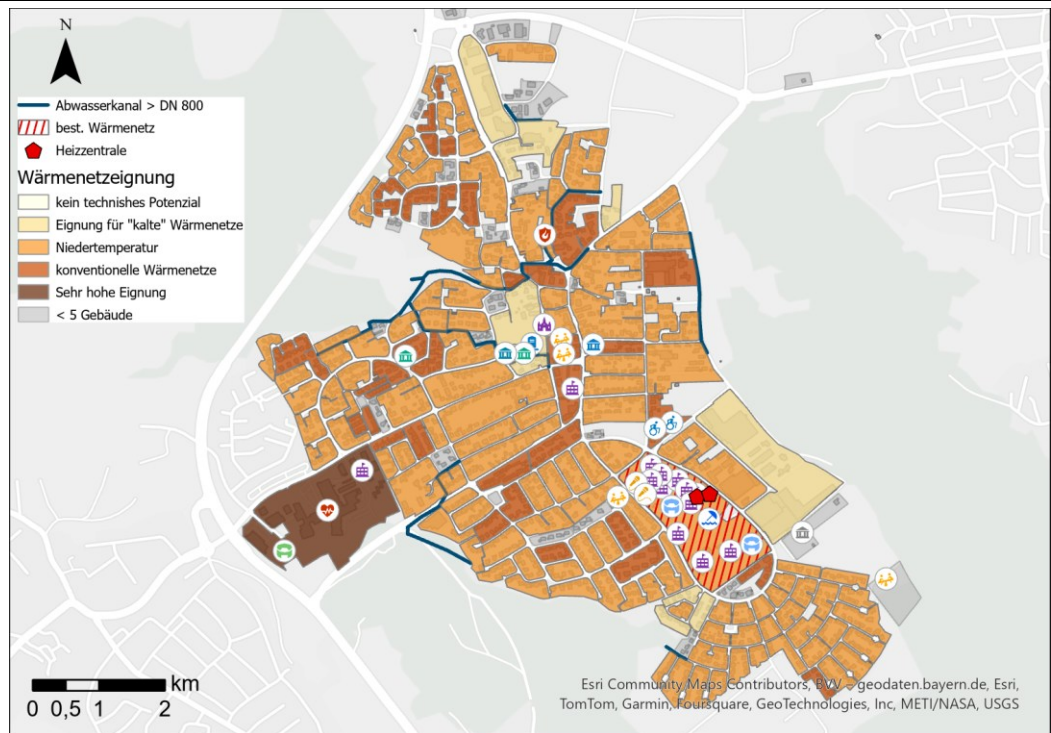 N
Abwasserkanal > DN 800
best. Wärmenetz
Heizzentrale
Wärmenetzeignung
kein technishes Potenzial
Eignung für "kalte" Wärmenetze
Niedertemperatur
konventionelle Wärmenetze
Sehr hohe Eignung
< 5 Gebäude
km
0 0,5 1 2
Esri Community Maps Contributors, BVV - geodaten.bayern.de, Esri,
TomTom, Garmin, Foursquare, GeoTechnologies, Inc, METI/NASA, USGS